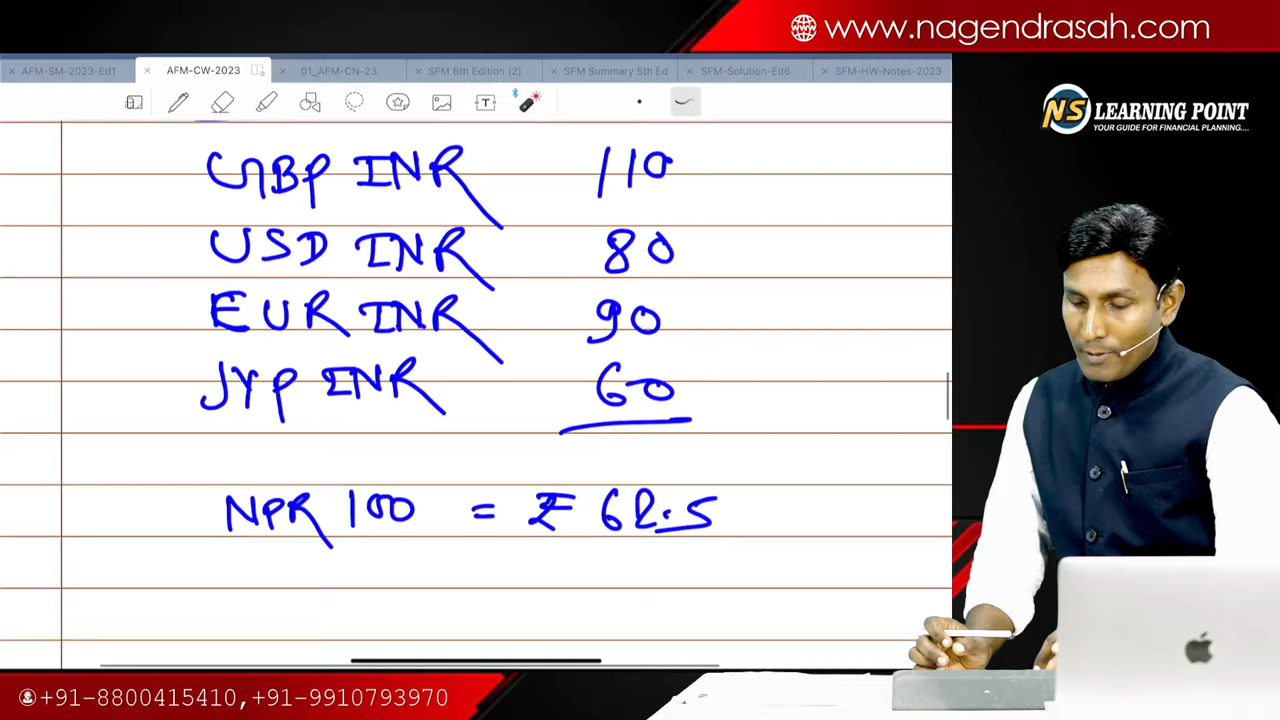 www.nagendrasah.com
AFM-SM-2023-Ed1
AFM-CW-2023
01_AFM-CN-23
SFM 6th Edition (2)
SFM Summary 5th Ed
SFM-Solution-Ed6
SFM-HW-Notes-2023
NS LEARNING POINT
YOUR GUIDE FOR FINANCIAL PLANNING....
GBP INR 110
USD INR 80
EUR INR 90
JYP INR 60
NPR 100 = ₹ 62.5
+91-8800415410,+91-9910793970